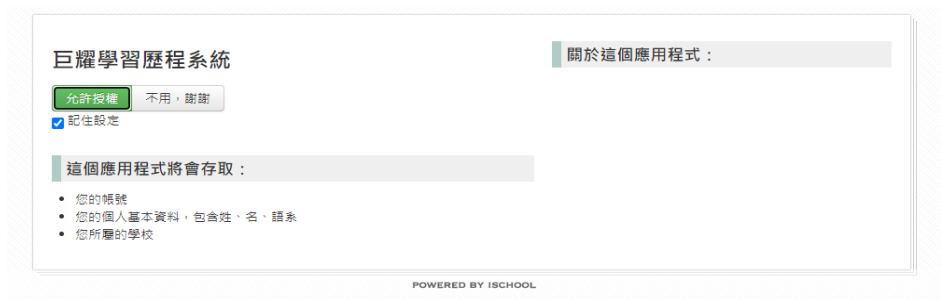 巨耀學習歷程系統
允許授權
不用，謝謝
記住設定
這個應用程式將會存取：
您的帳號
您的個人基本資料，包含姓、名、語系
您所屬的學校
關於這個應用程式：
POWERED BY ISCHOOL